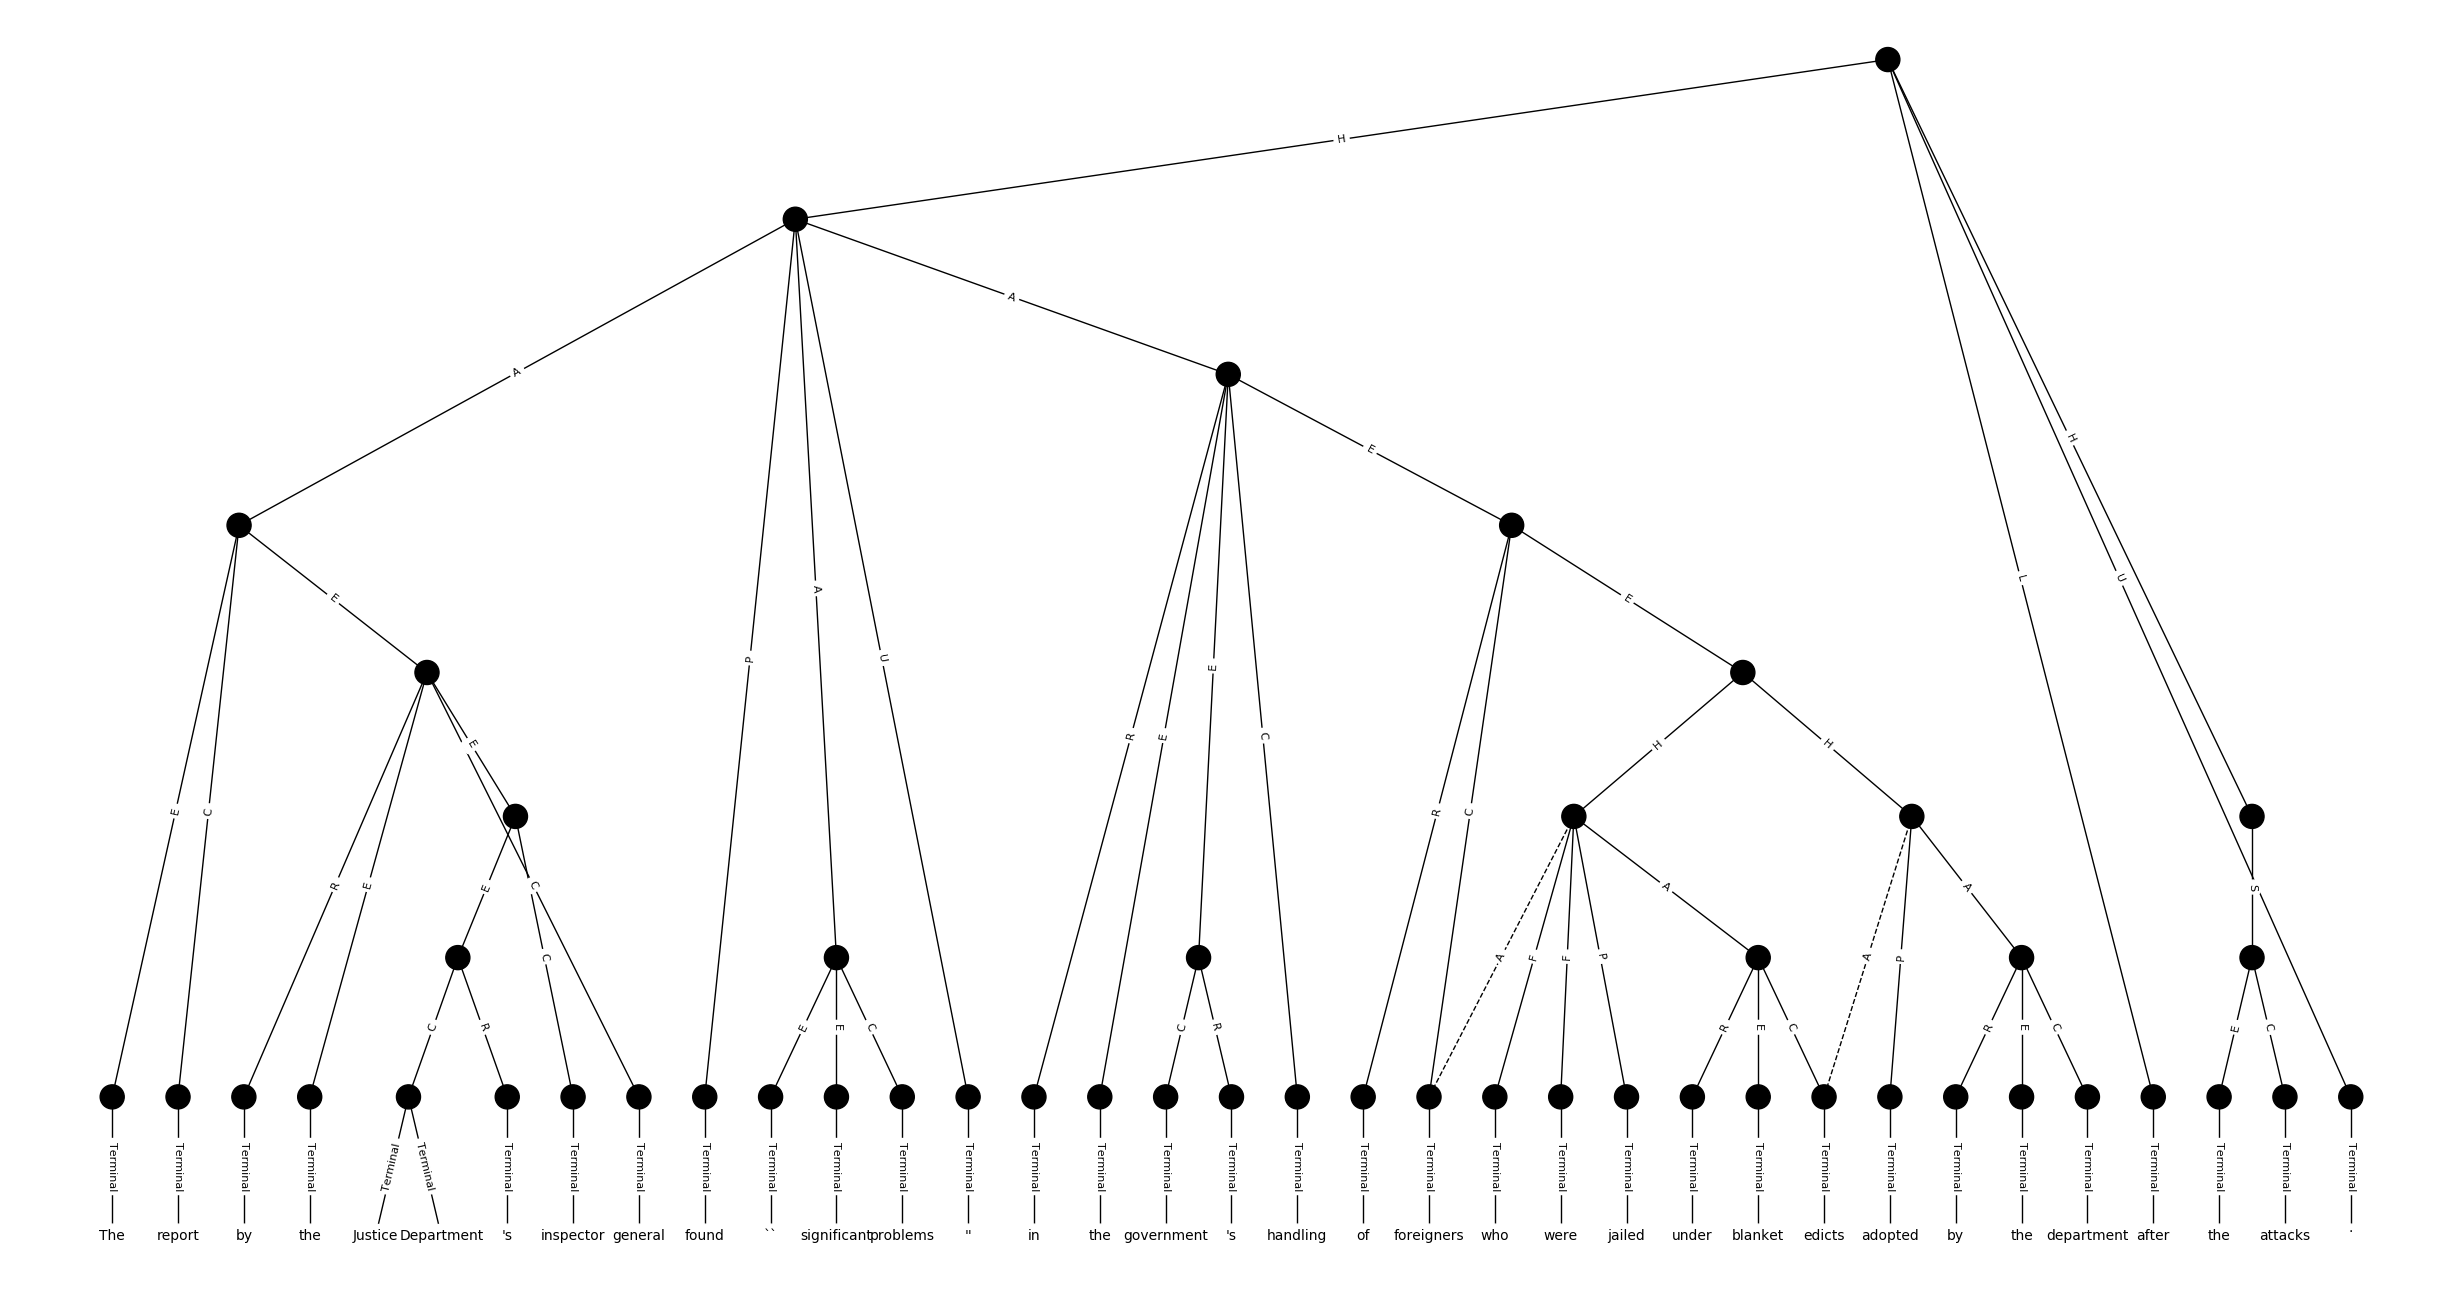 H
A
A
E
E
P
A
U
R
E
E
C
E
L
U
H
E
C
R
E
E
C
R
C
H
H
E
C
A
F
F
P
A
A
P
A
S
C
R
E
E
C
C
R
R
E
C
R
E
C
E
C
Terminal Terminal Terminal Terminal Terminal Terminal Terminal Terminal Terminal Terminal Terminal Terminal Terminal Terminal Terminal Terminal Terminal Terminal Terminal Terminal Terminal Terminal Terminal Terminal Terminal Terminal Terminal Terminal Terminal Terminal Terminal Terminal Terminal Terminal Terminal Terminal
The report by the Justice Department 's inspector general found `` significant problems " in the government 's handling of foreigners who were jailed under blanket edicts adopted by the department after the attacks .